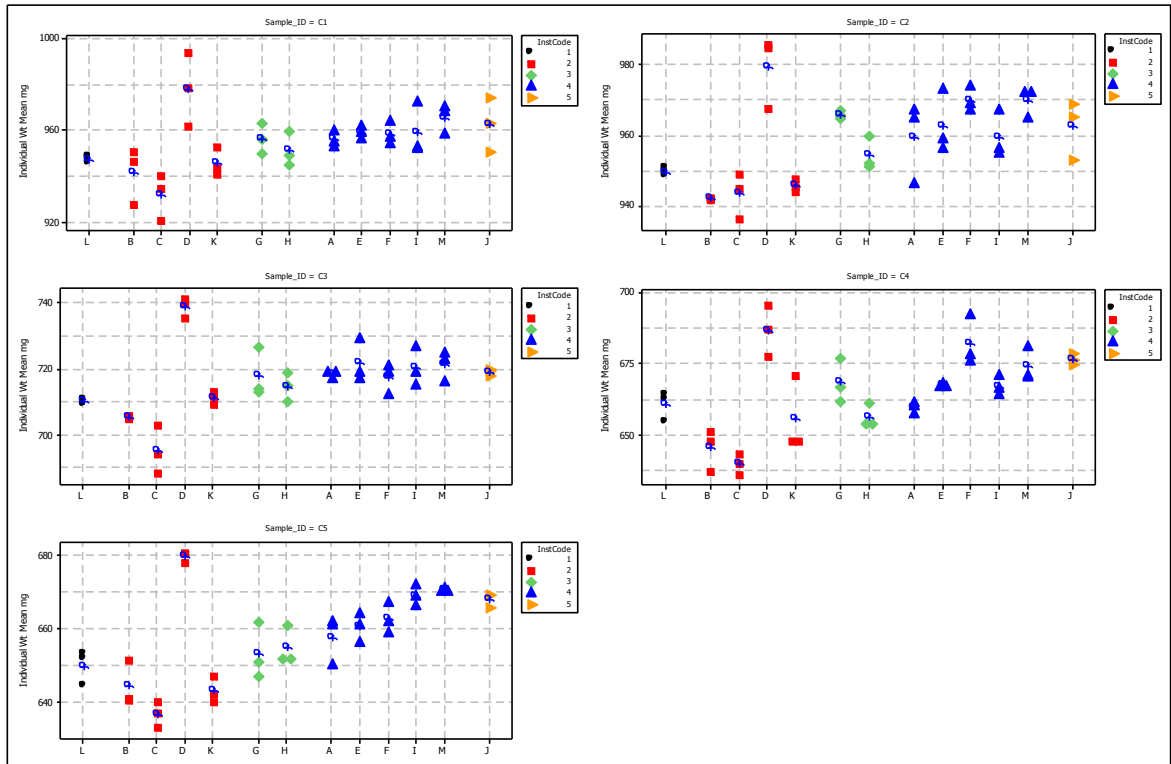 Sample_ID = C1
Individual Wt Mean mg
1000
960
920
L B C D K G H A E F I M J
InstCode
1
2
3
4
5
Sample_ID = C2
Individual Wt Mean mg
980
960
940
L B C D K G H A E F I M J
InstCode
1
2
3
4
5
Sample_ID = C3
Individual Wt Mean mg
740
720
700
L B C D K G H A E F I M J
InstCode
1
2
3
4
5
Sample_ID = C4
Individual Wt Mean mg
700
675
650
L B C D K G H A E F I M J
InstCode
1
2
3
4
5
Sample_ID = C5
Individual Wt Mean mg
680
660
640
L B C D K G H A E F I M J
InstCode
1
2
3
4
5